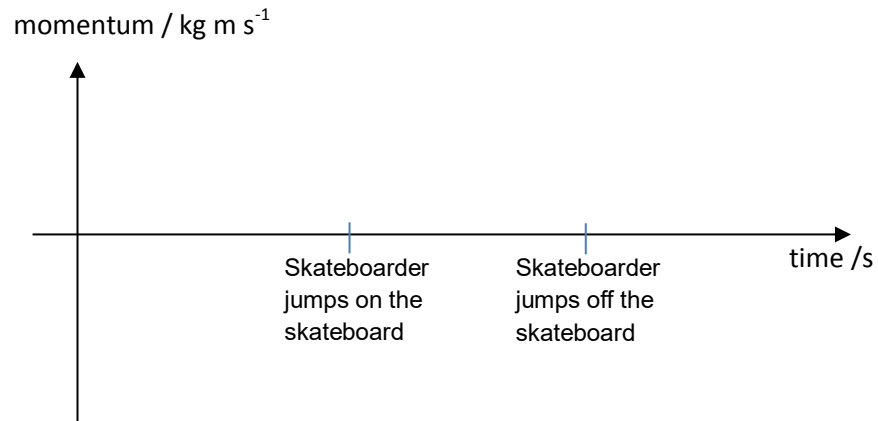 momentum / kg m s⁻¹
Skateboarder
jumps on the
skateboard
Skateboarder
jumps off the
skateboard
time /s